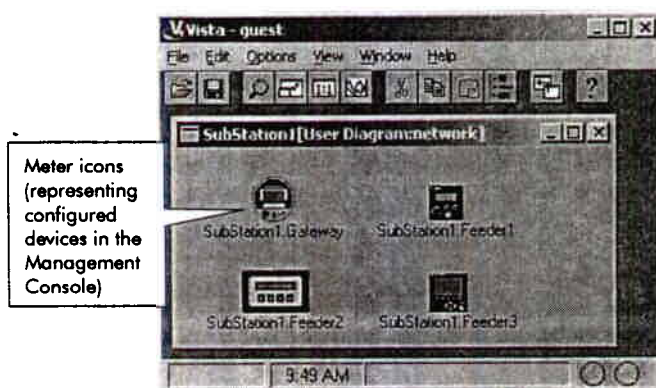 Vista - guest
File Edit Options View Window Help
SubStation1[User Diagram:network]
Meter icons
(representing
configured
devices in the
Management
Console)
SubStation1.Gateway
SubStation1.Feeder1
SubStation1.Feeder2
SubStation1.Feeder3
9:49 AM